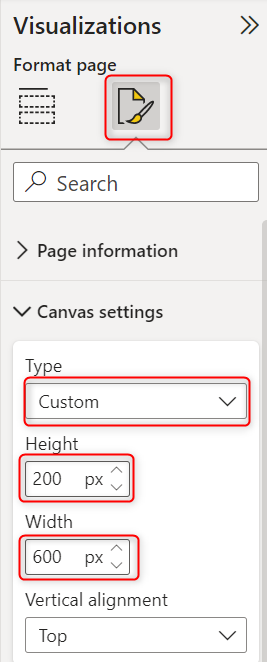 Visualizations
Format page
Search
Page information
Canvas settings
Type
Custom
Height
200 px
Width
600 px
Vertical alignment
Top